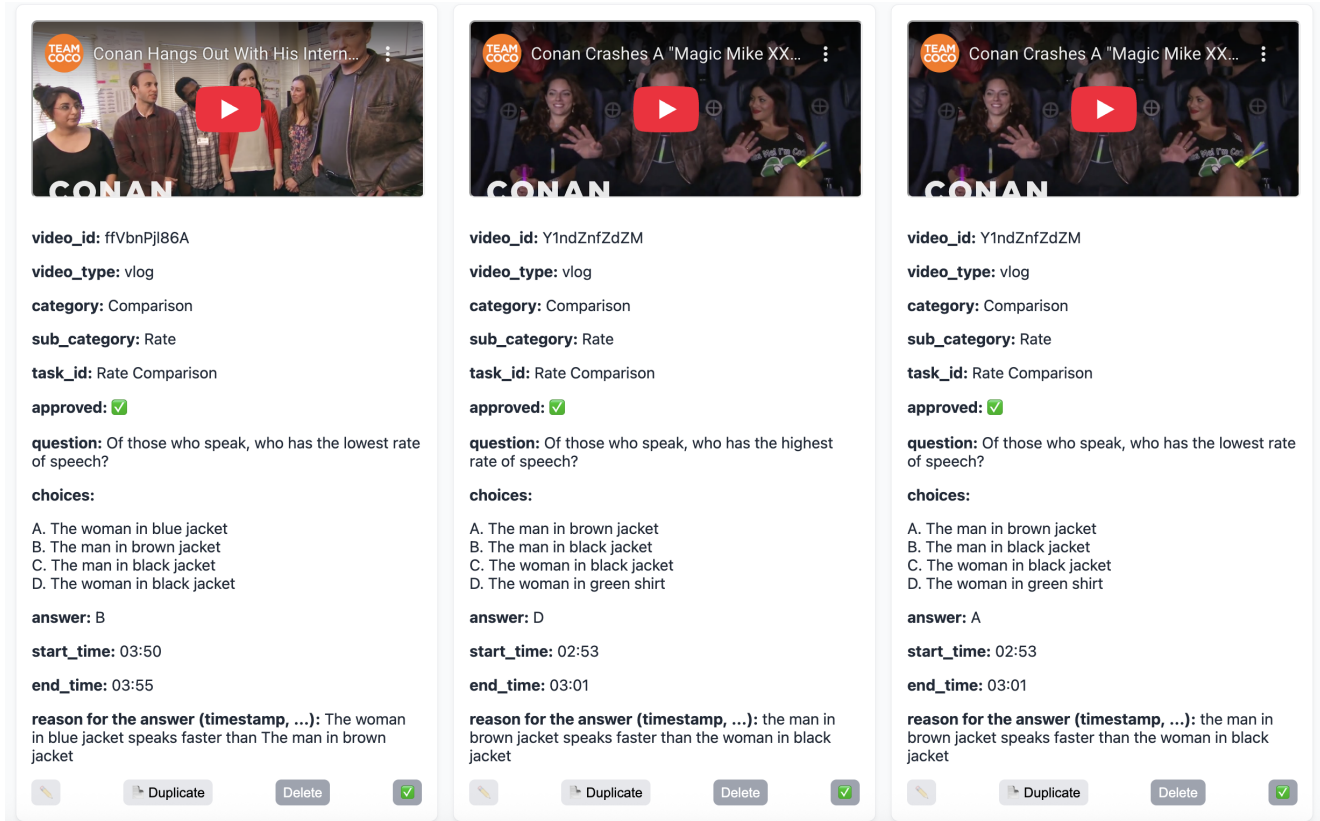 TEAM
COCO
Conan Hangs Out With His Intern...
CONAN
video_id: ffVbnPjl86A
video_type: vlog
category: Comparison
sub_category: Rate
task_id: Rate Comparison
approved: ✅
question: Of those who speak, who has the lowest rate
of speech?
choices:
A. The woman in blue jacket
B. The man in brown jacket
C. The man in black jacket
D. The woman in black jacket
answer: B
start_time: 03:50
end_time: 03:55
reason for the answer (timestamp, ...): The woman
in blue jacket speaks faster than The man in brown
jacket
Duplicate
Delete
TEAM
COCO
Conan Crashes A "Magic Mike XX...
CONAN
video_id: Y1ndZnfZdZM
video_type: vlog
category: Comparison
sub_category: Rate
task_id: Rate Comparison
approved: ✅
question: Of those who speak, who has the highest
rate of speech?
choices:
A. The man in brown jacket
B. The man in black jacket
C. The woman in black jacket
D. The woman in green shirt
answer: D
start_time: 02:53
end_time: 03:01
reason for the answer (timestamp, ...): the man in
brown jacket speaks faster than the woman in black
jacket
Duplicate
Delete
TEAM
COCO
Conan Crashes A "Magic Mike XX...
CONAN
video_id: Y1ndZnfZdZM
video_type: vlog
category: Comparison
sub_category: Rate
task_id: Rate Comparison
approved: ✅
question: Of those who speak, who has the lowest rate
of speech?
choices:
A. The man in brown jacket
B. The man in black jacket
C. The woman in black jacket
D. The woman in green shirt
answer: A
start_time: 02:53
end_time: 03:01
reason for the answer (timestamp, ...): the man in
brown jacket speaks faster than the woman in black
jacket
Duplicate
Delete